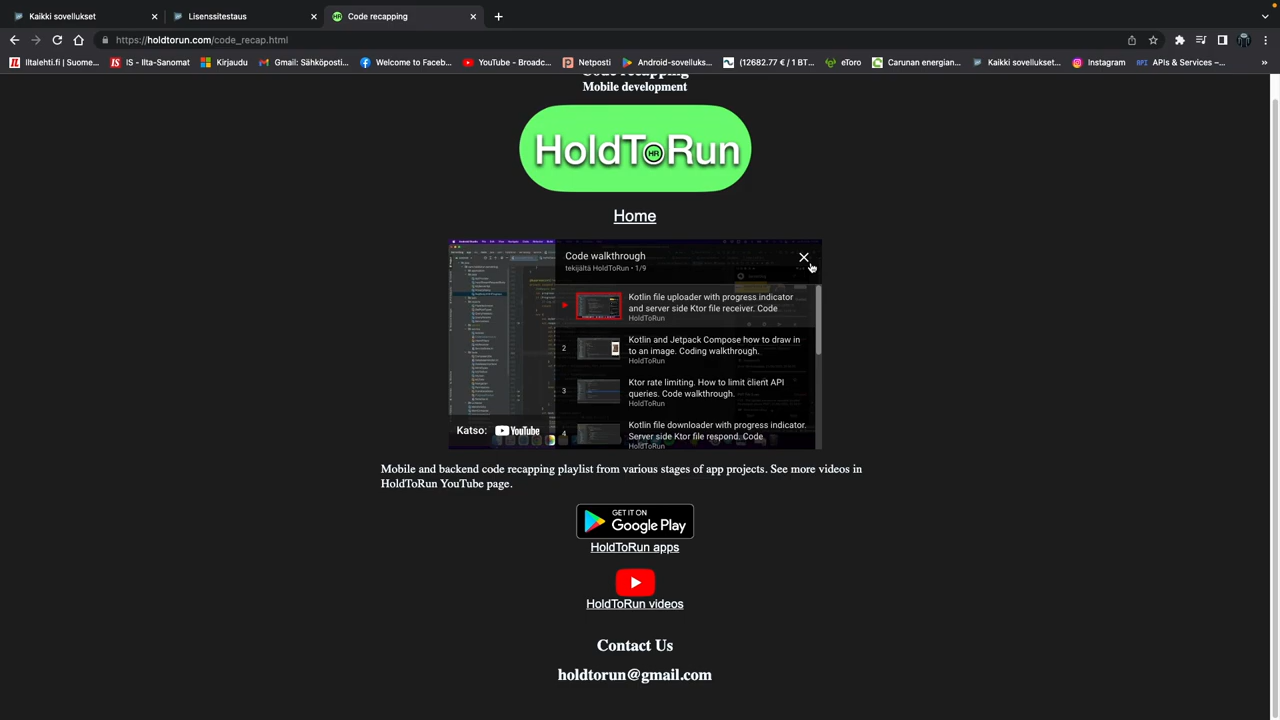 Kaikki sovellukset
Lisenssitestaus
Code recapping
https://holdtorun.com/code_recap.html
Iltalehti.fi | Suome...
IS - Ilta-Sanomat
Kirjaudu
Gmail: Sähköposti...
Welcome to Faceb...
YouTube - Broadc...
Netposti
Android-sovelluks...
(12682.77 € / 1 BT...
eToro
Carunan energian...
Kaikki sovellukset...
Instagram
APIs & Services –...
Code recapping
Mobile development
HoldToRun
HR
Home
Code walkthrough
tekijältä HoldToRun • 1/9
Kotlin file uploader with progress indicator
and server side Ktor file receiver. Code
HoldToRun
2
Kotlin and Jetpack Compose how to draw in
to an image. Coding walkthrough.
HoldToRun
3
Ktor rate limiting. How to limit client API
queries. Code walkthrough.
HoldToRun
4
Kotlin file downloader with progress indicator.
Server side Ktor file respond. Code
HoldToRun
Katso: YouTube
Mobile and backend code recapping playlist from various stages of app projects. See more videos in
HoldToRun YouTube page.
GET IT ON
Google Play
HoldToRun apps
HoldToRun videos
Contact Us
holdtorun@gmail.com